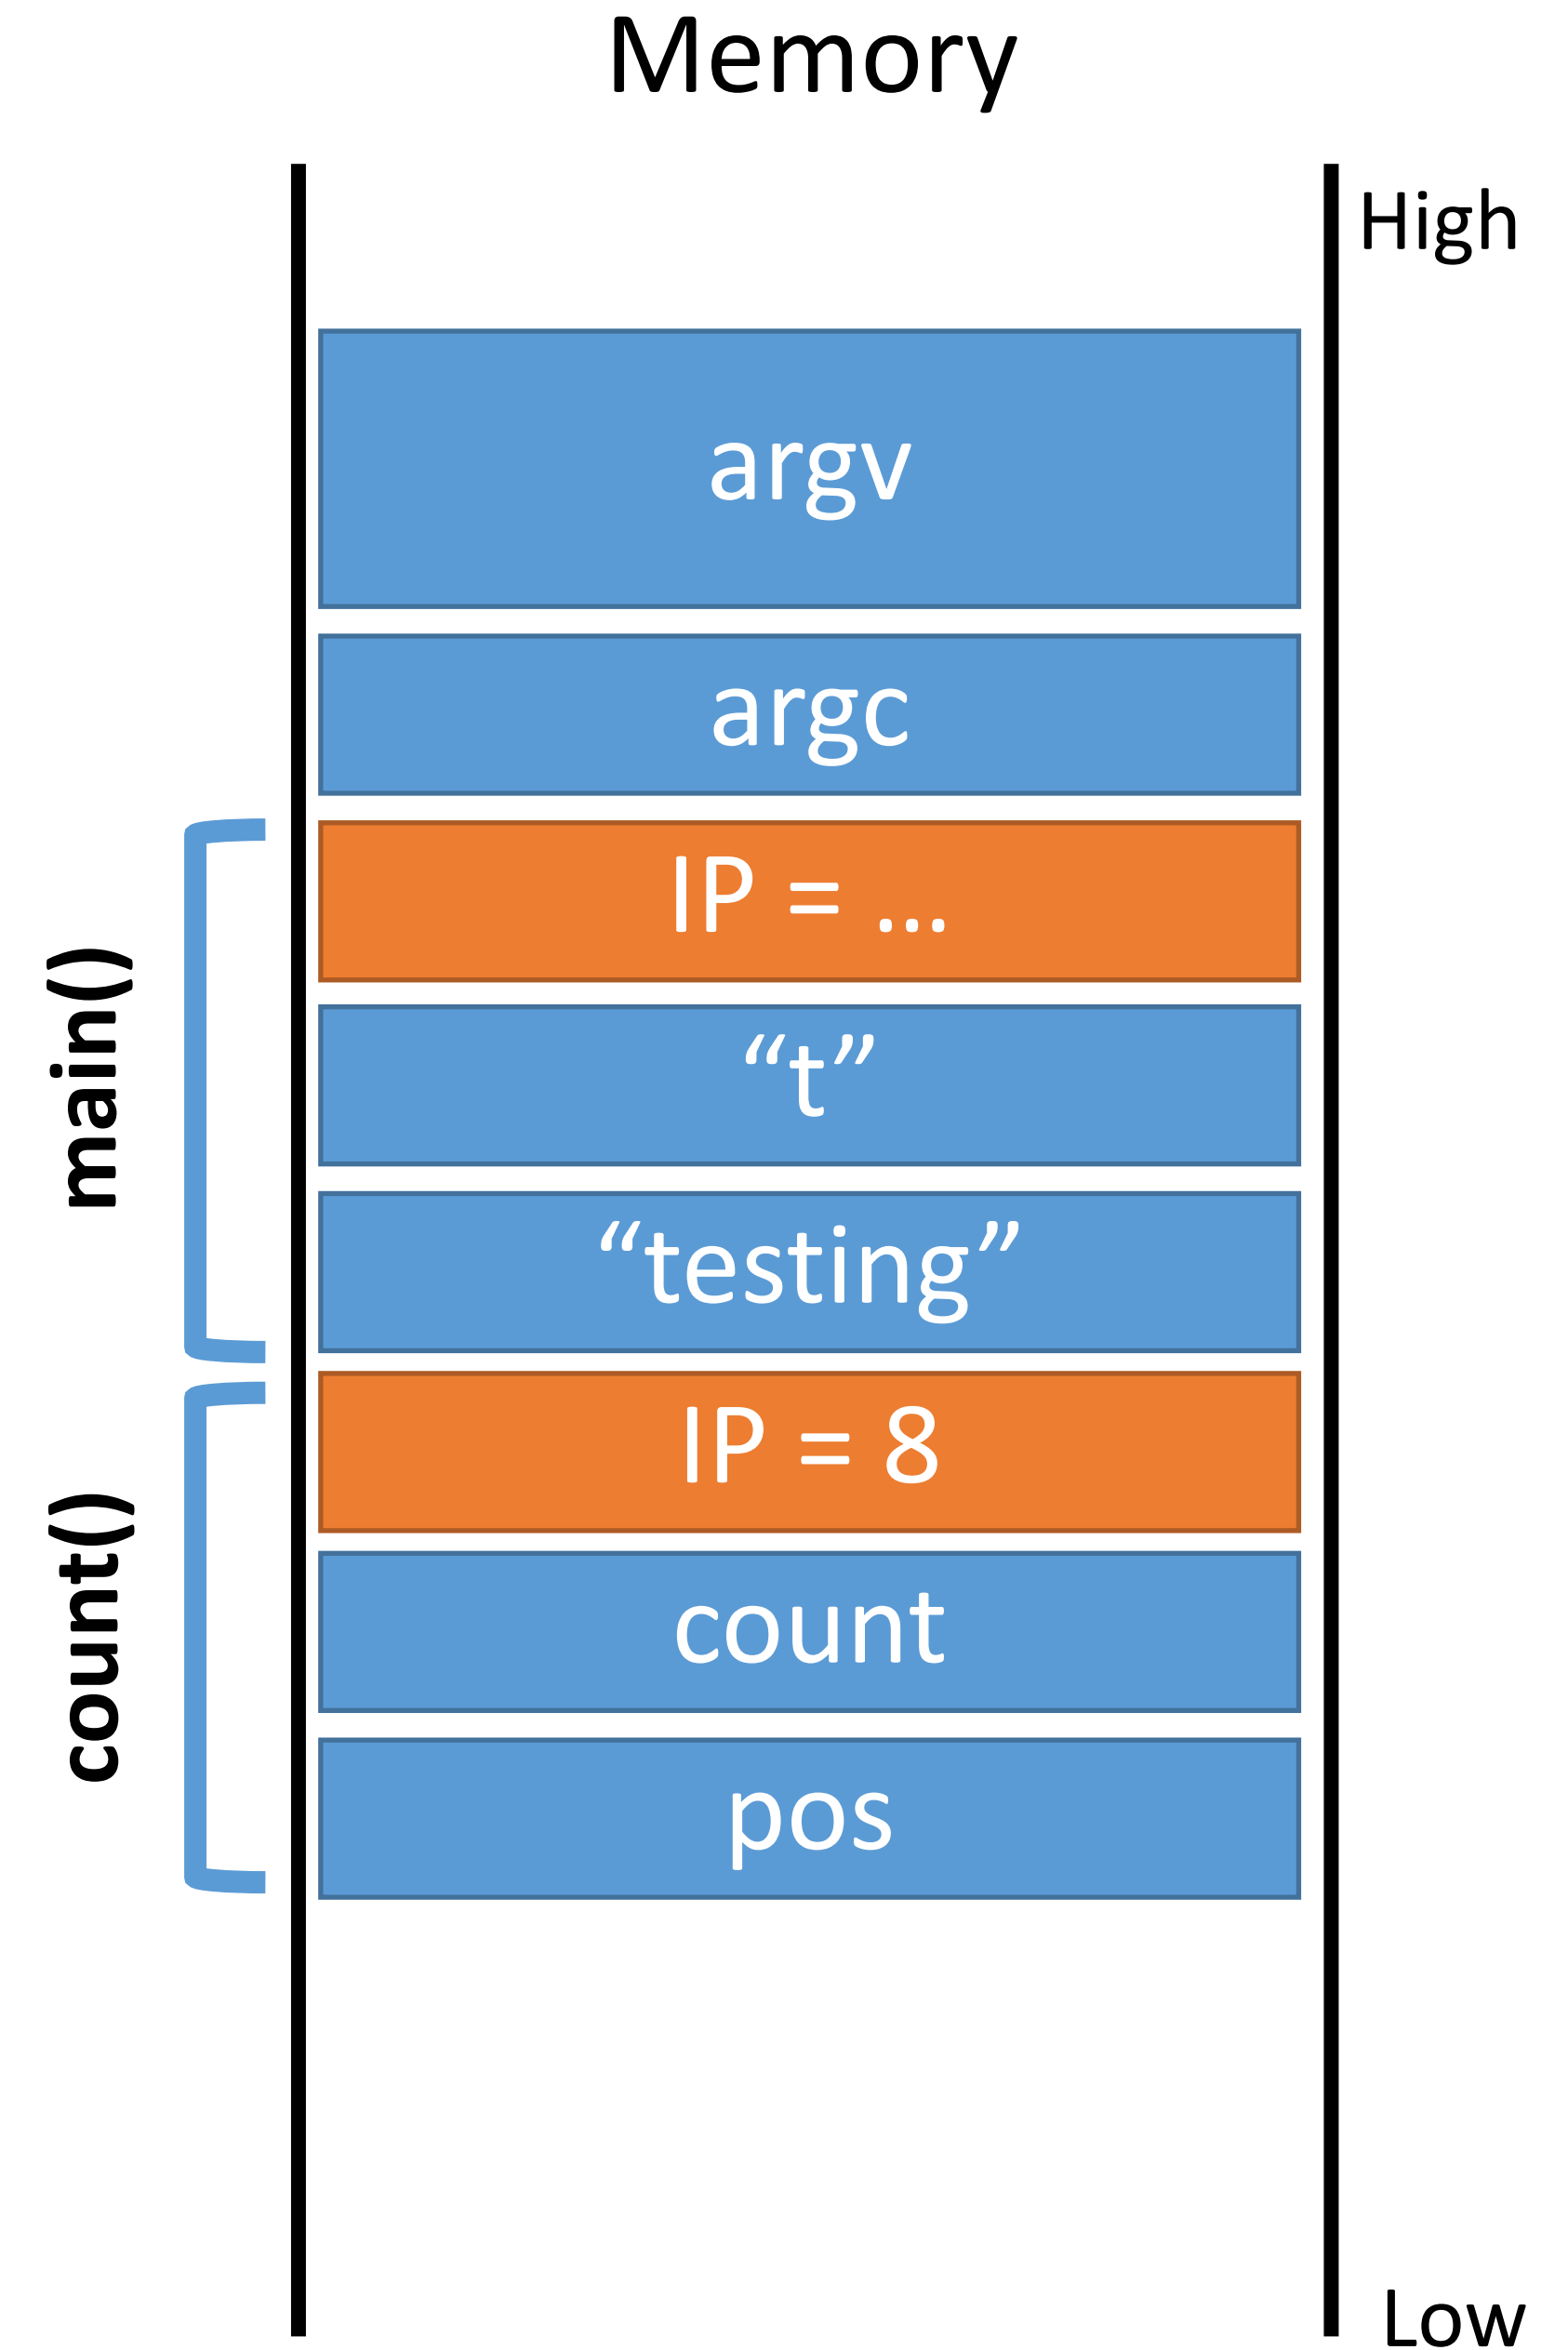 Memory
High
argv
argc
main()
IP = …
“t”
“testing”
count()
IP = 8
count
pos
Low